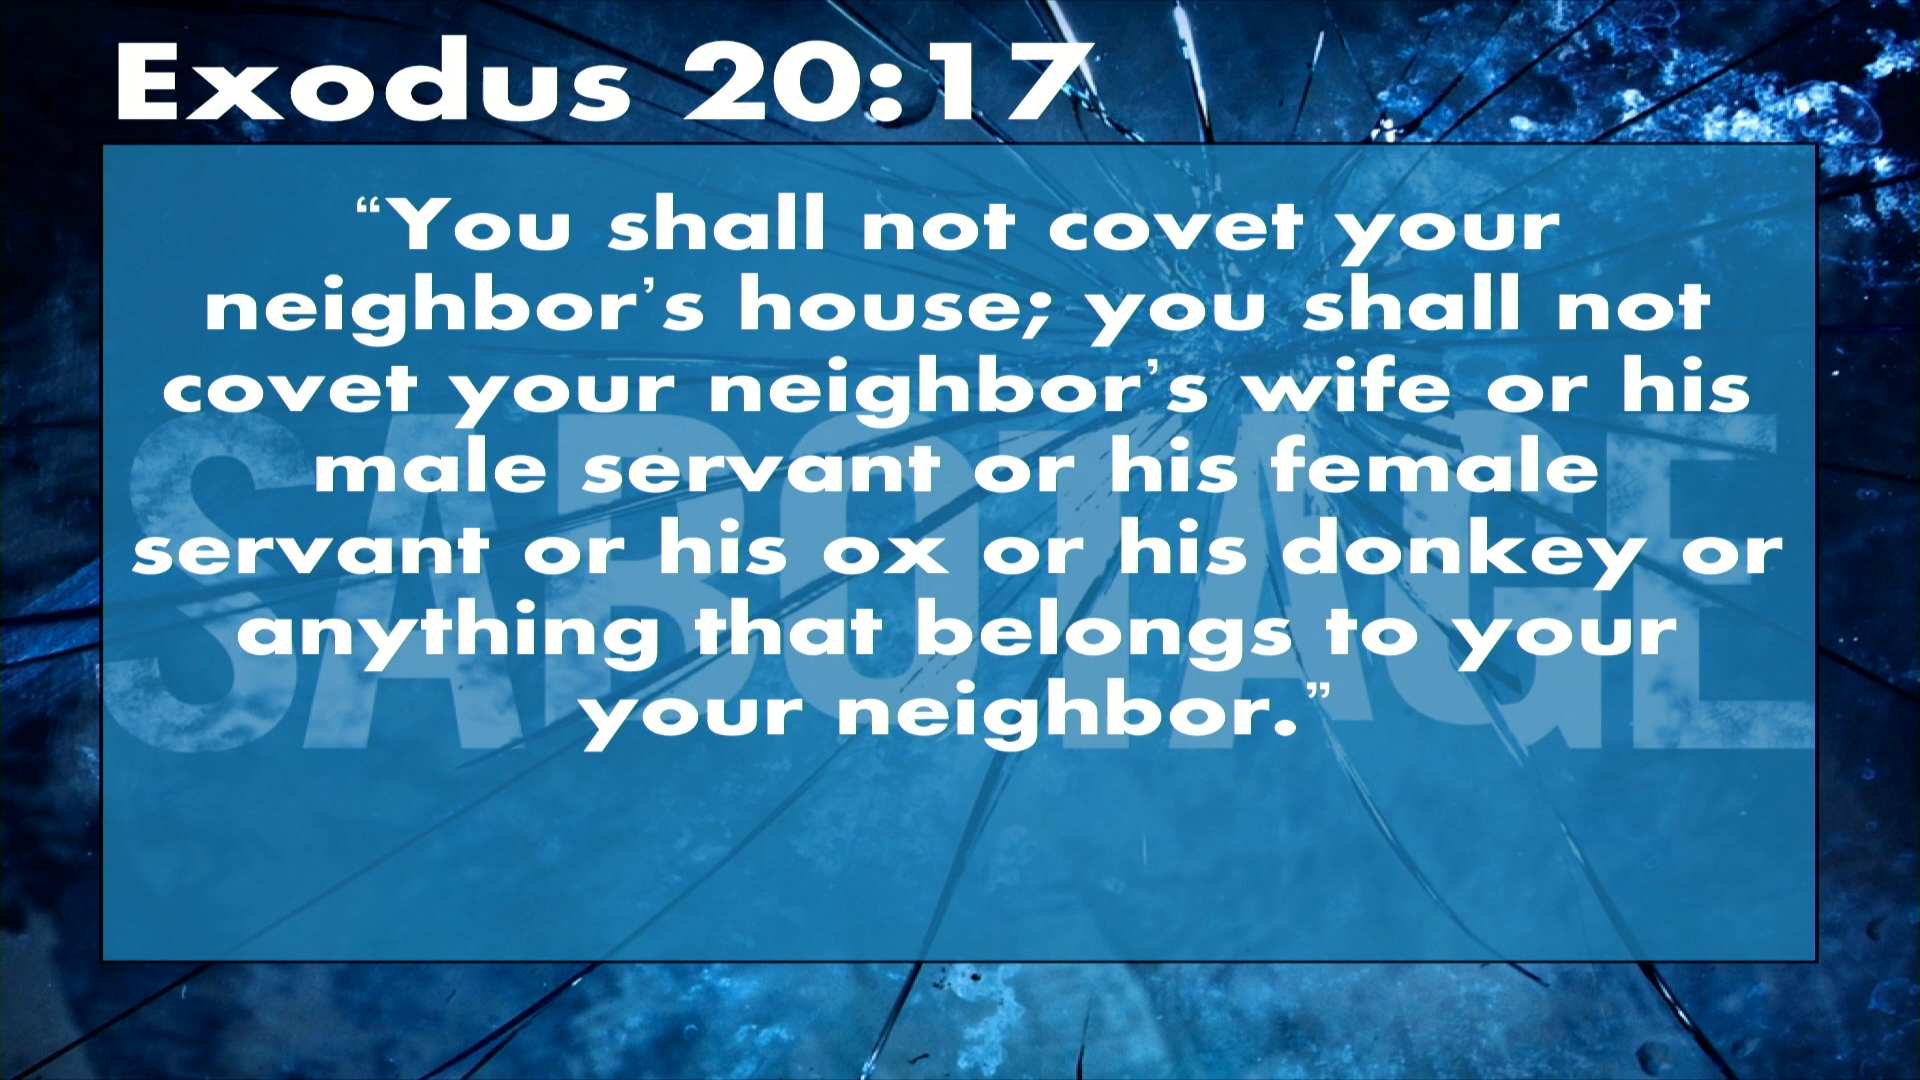 Exodus 20:17
“You shall not covet your
neighbor’s house; you shall not
covet your neighbor’s wife or his
male servant or his female
servant or his ox or his donkey or
anything that belongs to your
your neighbor.”
SABOTAGE